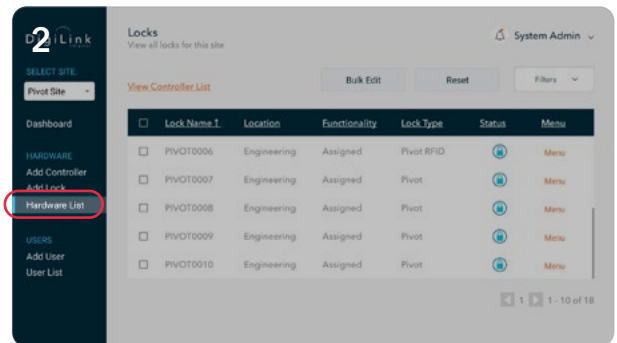 2
DigiLink
SELECT SITE:
Pivot Site
Dashboard
HARDWARE
Add Controller
Add Lock
Hardware List
USERS
Add User
User List
Locks
View all locks for this site
System Admin
View Controller List
Bulk Edit
Reset
Filters
Lock Name ↑ Location Functionality Lock Type Status Menu
PIVOT0006 Engineering Assigned Pivot RFID Menu
PIVOT0007 Engineering Assigned Pivot Menu
PIVOT0008 Engineering Assigned Pivot Menu
PIVOT0009 Engineering Assigned Pivot Menu
PIVOT0010 Engineering Assigned Pivot Menu
1 1 - 10 of 18